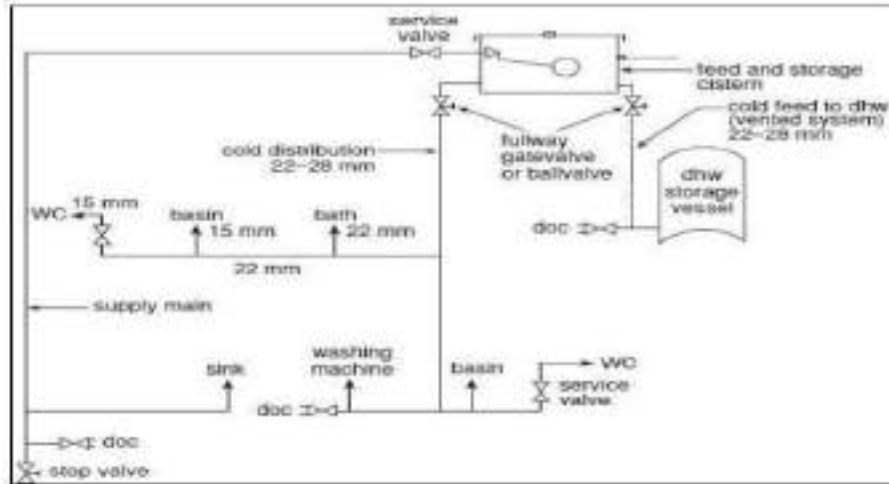 service
valve
feed and storage
cistern
cold feed to dhw
(vented system)
22–28 mm
cold distribution
22–28 mm
fullway
gatevalve
or ballvalve
dhw
storage
vessel
15 mm
WC
basin
15 mm
bath
22 mm
doc
22 mm
supply main
washing
machine
sink
basin
WC
service
valve
doc
doc
stop valve